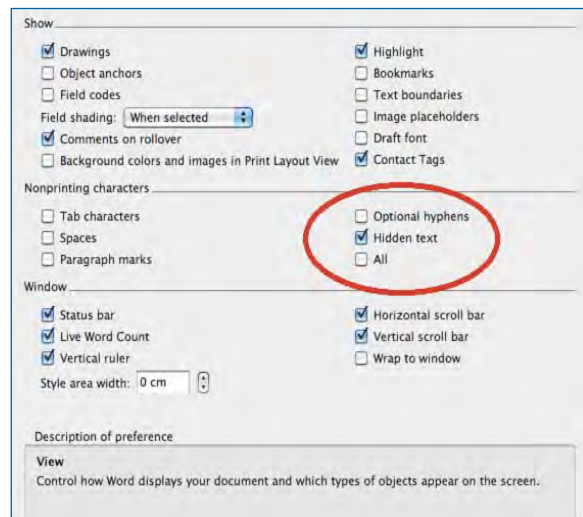 Show
Drawings
Object anchors
Field codes
Field shading: When selected
Comments on rollover
Background colors and images in Print Layout View
Highlight
Bookmarks
Text boundaries
Image placeholders
Draft font
Contact Tags
Nonprinting characters
Tab characters
Spaces
Paragraph marks
Optional hyphens
Hidden text
All
Window
Status bar
Live Word Count
Vertical ruler
Style area width: 0 cm
Horizontal scroll bar
Vertical scroll bar
Wrap to window
Description of preference
View
Control how Word displays your document and which types of objects appear on the screen.